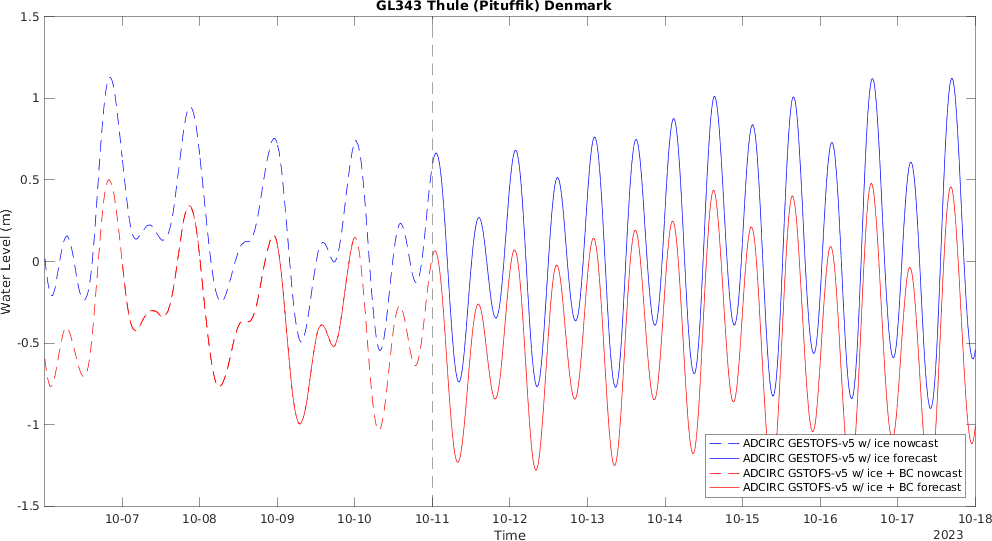 GL343 Thule (Pituffik) Denmark
1.5
1
0.5
0
-0.5
-1
-1.5
Water Level (m)
ADCIRC GESTOFS-v5 w/ ice nowcast
ADCIRC GESTOFS-v5 w/ ice forecast
ADCIRC GSTOFS-v5 w/ ice + BC nowcast
ADCIRC GSTOFS-v5 w/ ice + BC forecast
10-07 10-08 10-09 10-10 10-11 10-12 10-13 10-14 10-15 10-16 10-17 10-18
Time
2023